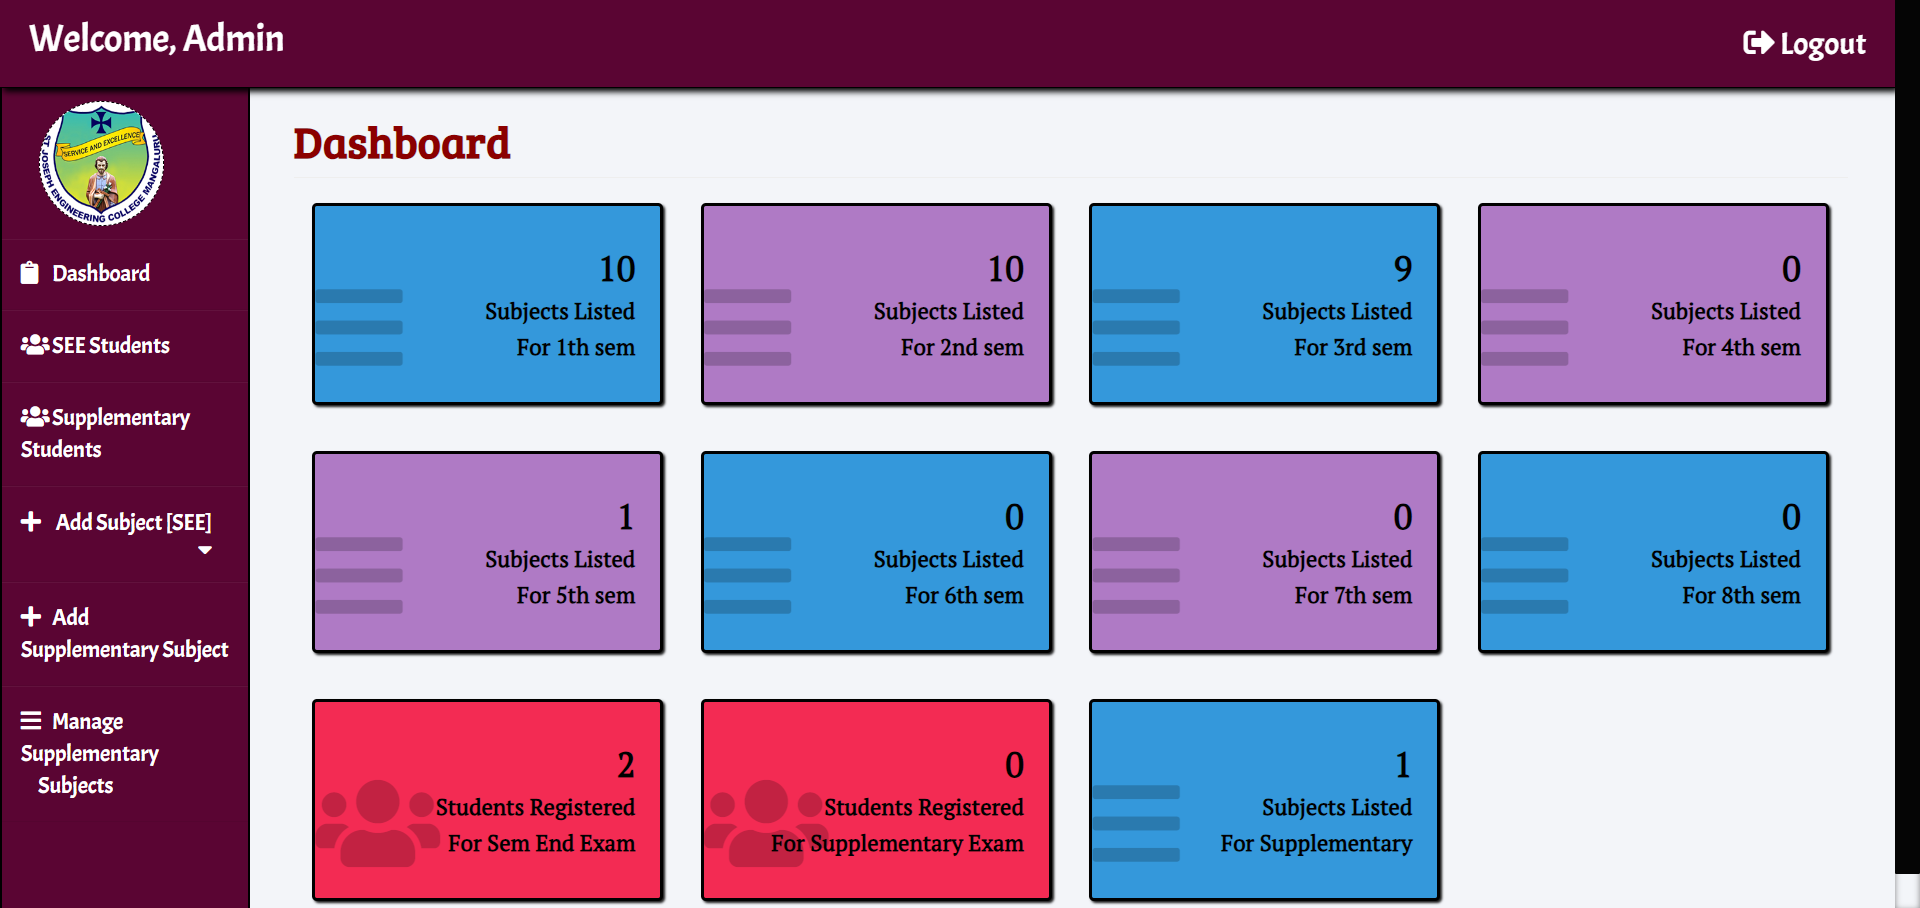 Welcome, Admin
Logout
SERVICE AND EXCELLENCE
ST JOSEPH ENGINEERING COLLEGE MANGALURU
Dashboard
SEE Students
Supplementary
Students
Add Subject [SEE]
Add
Supplementary Subject
Manage
Supplementary
Subjects
Dashboard
10
Subjects Listed
For 1th sem
10
Subjects Listed
For 2nd sem
9
Subjects Listed
For 3rd sem
0
Subjects Listed
For 4th sem
1
Subjects Listed
For 5th sem
0
Subjects Listed
For 6th sem
0
Subjects Listed
For 7th sem
0
Subjects Listed
For 8th sem
2
Students Registered
For Sem End Exam
0
Students Registered
For Supplementary Exam
1
Subjects Listed
For Supplementary